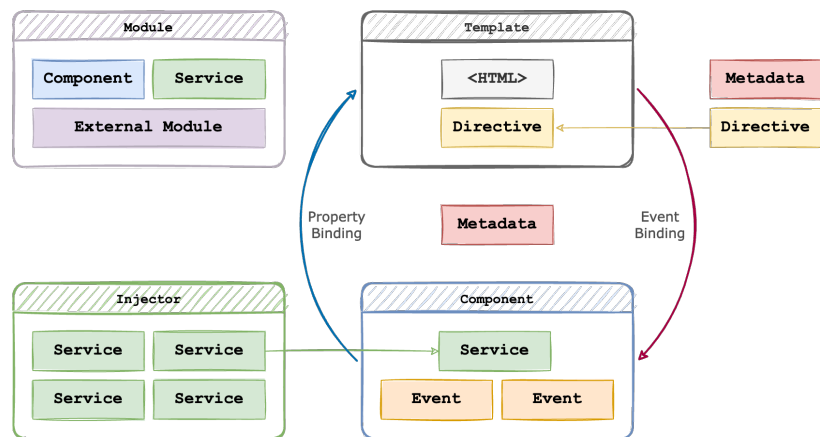 Module
Component
Service
External Module
Template
<HTML>
Directive
Metadata
Directive
Property
Binding
Metadata
Event
Binding
Injector
Service
Service
Service
Service
Component
Service
Event
Event